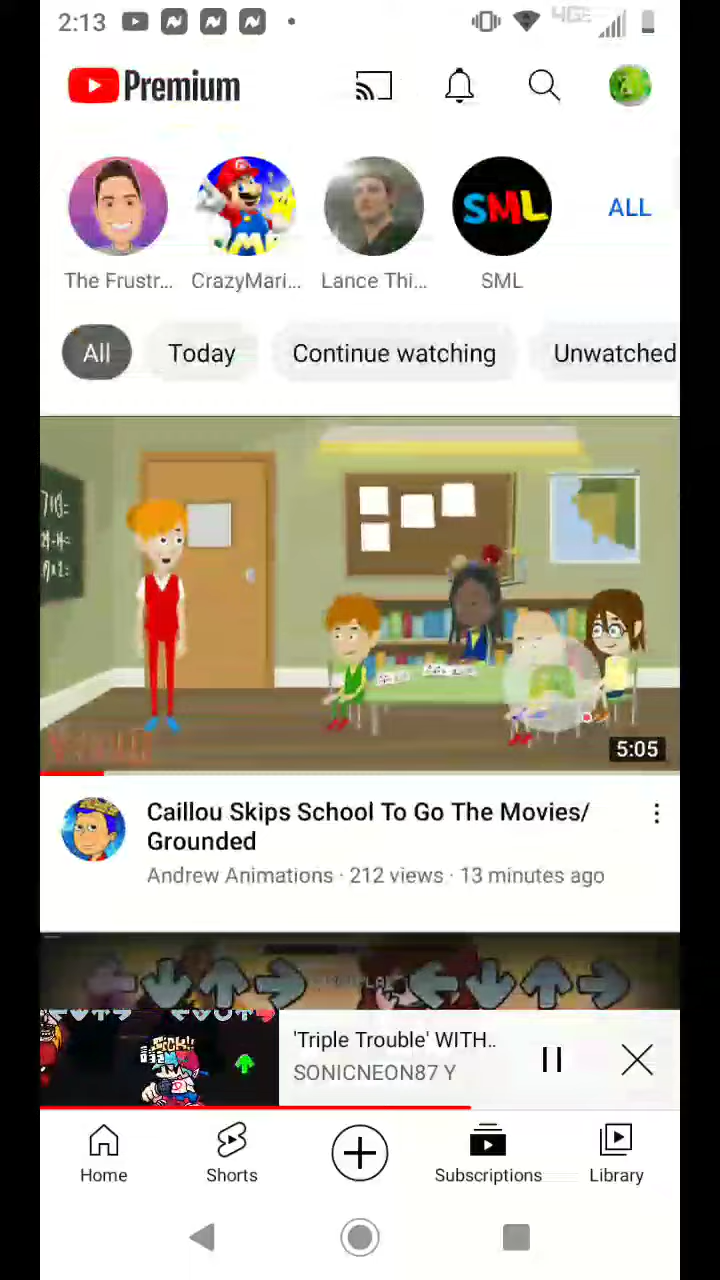 2:13
4GE
Premium
SML
ALL
The Frustr...
CrazyMari...
Lance Thi...
SML
All
Today
Continue watching
Unwatched
5:05
Caillou Skips School To Go The Movies/
Grounded
Andrew Animations · 212 views · 13 minutes ago
'Triple Trouble' WITH..
SONICNEON87 Y
Home
Shorts
Subscriptions
Library